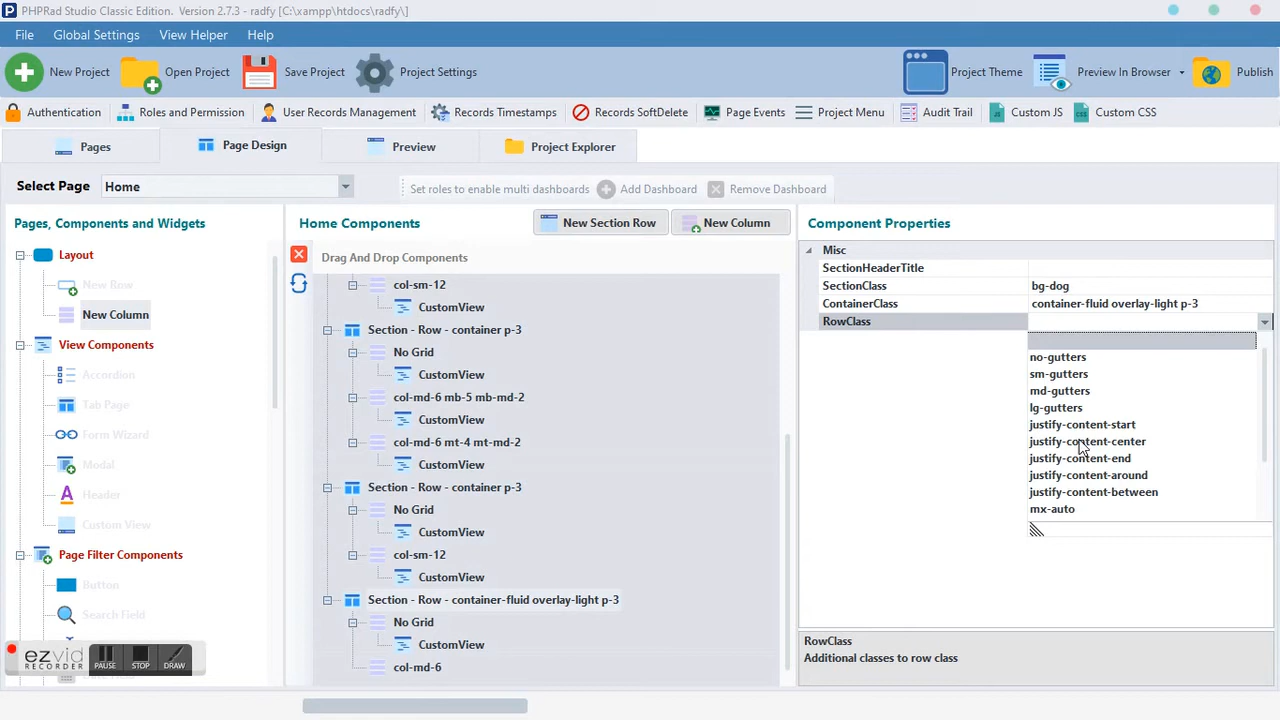 PHPRad Studio Classic Edition. Version 2.7.3 - radfy [C:\xampp\htdocs\radfy\]
File Global Settings View Helper Help
New Project Open Project Save Project Project Settings Project Theme Preview In Browser Publish
Authentication Roles and Permission User Records Management Records Timestamps Records SoftDelete Page Events Project Menu Audit Trail Custom JS Custom CSS
Pages Page Design Preview Project Explorer
Select Page Home Set roles to enable multi dashboards Add Dashboard Remove Dashboard
Pages, Components and Widgets
Layout
New Row
New Column
View Components
Accordion
Tab Page
Form Wizard
Modal
Header
Custom View
Page Filter Components
Button
Search Field
ezvid
RECORDER
PAUSE STOP DRAW
Home Components New Section Row New Column
Drag And Drop Components
col-sm-12
CustomView
Section - Row - container p-3
No Grid
CustomView
col-md-6 mb-5 mb-md-2
CustomView
col-md-6 mt-4 mt-md-2
CustomView
Section - Row - container p-3
No Grid
CustomView
col-sm-12
CustomView
Section - Row - container-fluid overlay-light p-3
No Grid
CustomView
col-md-6
Component Properties
Misc
SectionHeaderTitle
SectionClass bg-dog
ContainerClass container-fluid overlay-light p-3
RowClass
no-gutters
sm-gutters
md-gutters
lg-gutters
justify-content-start
justify-content-center
justify-content-end
justify-content-around
justify-content-between
mx-auto
RowClass
Additional classes to row class